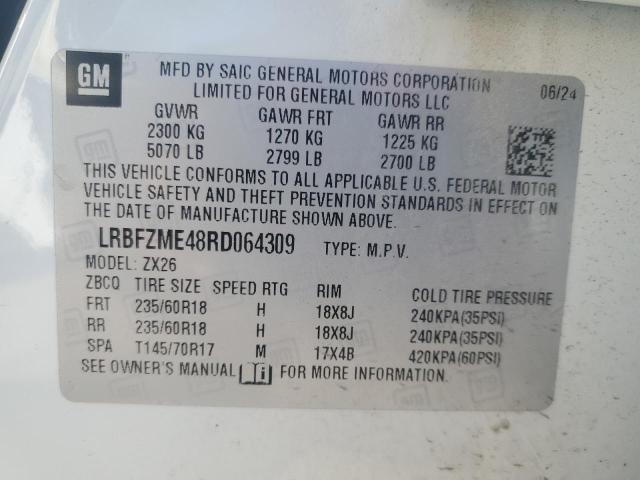 GM
MFD BY SAIC GENERAL MOTORS CORPORATION 06/24
LIMITED FOR GENERAL MOTORS LLC
GVWR GAWR FRT GAWR RR
2300 KG 1270 KG 1225 KG
5070 LB 2799 LB 2700 LB
THIS VEHICLE CONFORMS TO ALL APPLICABLE U.S. FEDERAL MOTOR
VEHICLE SAFETY AND THEFT PREVENTION STANDARDS IN EFFECT ON
THE DATE OF MANUFACTURE SHOWN ABOVE.
LRBFZME48RD064309 TYPE: M.P.V.
MODEL: ZX26
ZBCQ TIRE SIZE SPEED RTG RIM COLD TIRE PRESSURE
FRT 235/60R18 H 18X8J 240KPA(35PSI)
RR 235/60R18 H 18X8J 240KPA(35PSI)
SPA T145/70R17 M 17X4B 420KPA(60PSI)
SEE OWNER'S MANUAL i FOR MORE INFORMATION.